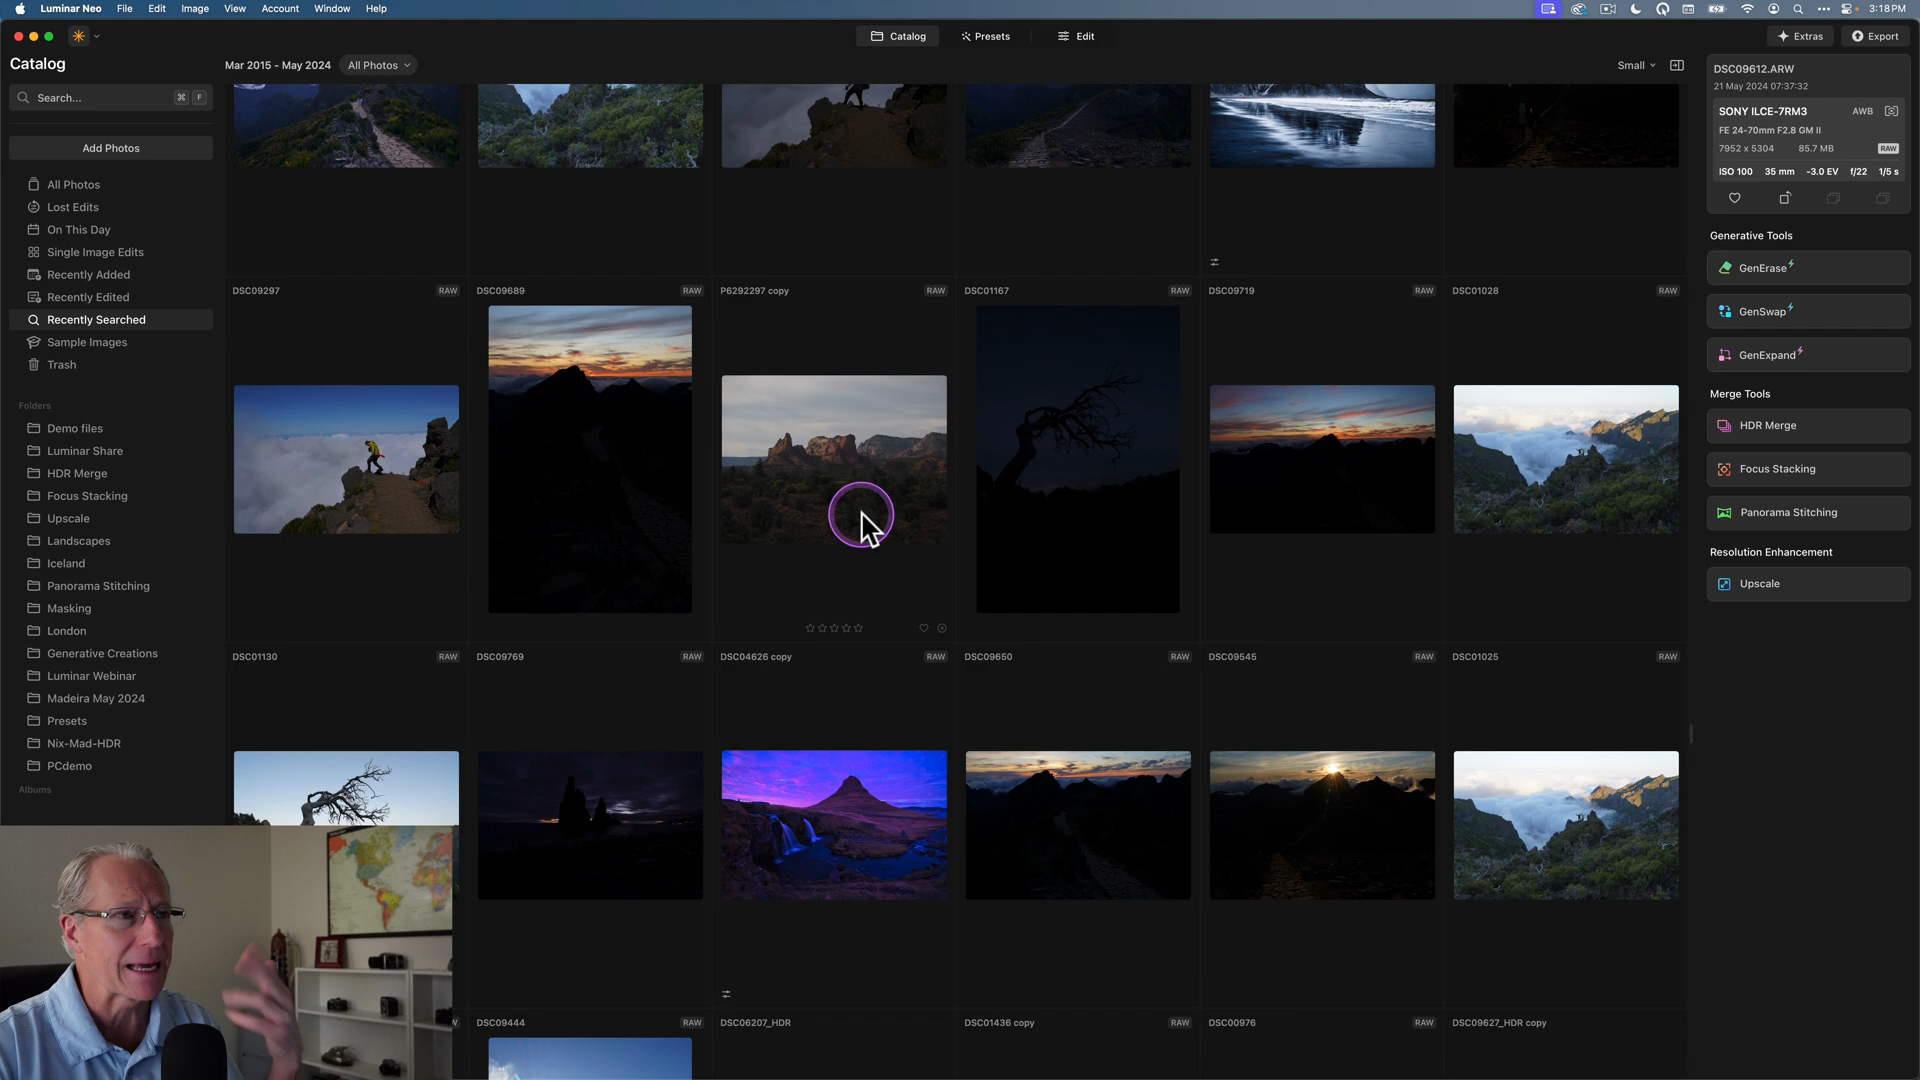 Luminar Neo File Edit Image View Account Window Help 3:18 PM
Catalog Presets Edit Extras Export
Catalog
Mar 2015 - May 2024 All Photos Small
Search... ⌘ F
Add Photos
All Photos
Lost Edits
On This Day
Single Image Edits
Recently Added
Recently Edited
Recently Searched
Sample Images
Trash
Folders
Demo files
Luminar Share
HDR Merge
Focus Stacking
Upscale
Landscapes
Iceland
Panorama Stitching
Masking
London
Generative Creations
Luminar Webinar
Madeira May 2024
Presets
Nix-Mad-HDR
PCdemo
Albums
DSC09297 RAW DSC09689 RAW P6292297 copy RAW DSC01167 RAW DSC09719 RAW DSC01028 RAW
DSC01130 RAW DSC09769 RAW DSC04626 copy RAW DSC09650 RAW DSC09545 RAW DSC01025 RAW
DSC09444 RAW DSC06207_HDR DSC01436 copy RAW DSC00976 RAW DSC09627_HDR copy
DSC09612.ARW
21 May 2024 07:37:32
SONY ILCE-7RM3 AWB
FE 24-70mm F2.8 GM II
7952 x 5304 85.7 MB RAW
ISO 100 35 mm -3.0 EV f/22 1/5 s
Generative Tools
GenErase
GenSwap
GenExpand
Merge Tools
HDR Merge
Focus Stacking
Panorama Stitching
Resolution Enhancement
Upscale